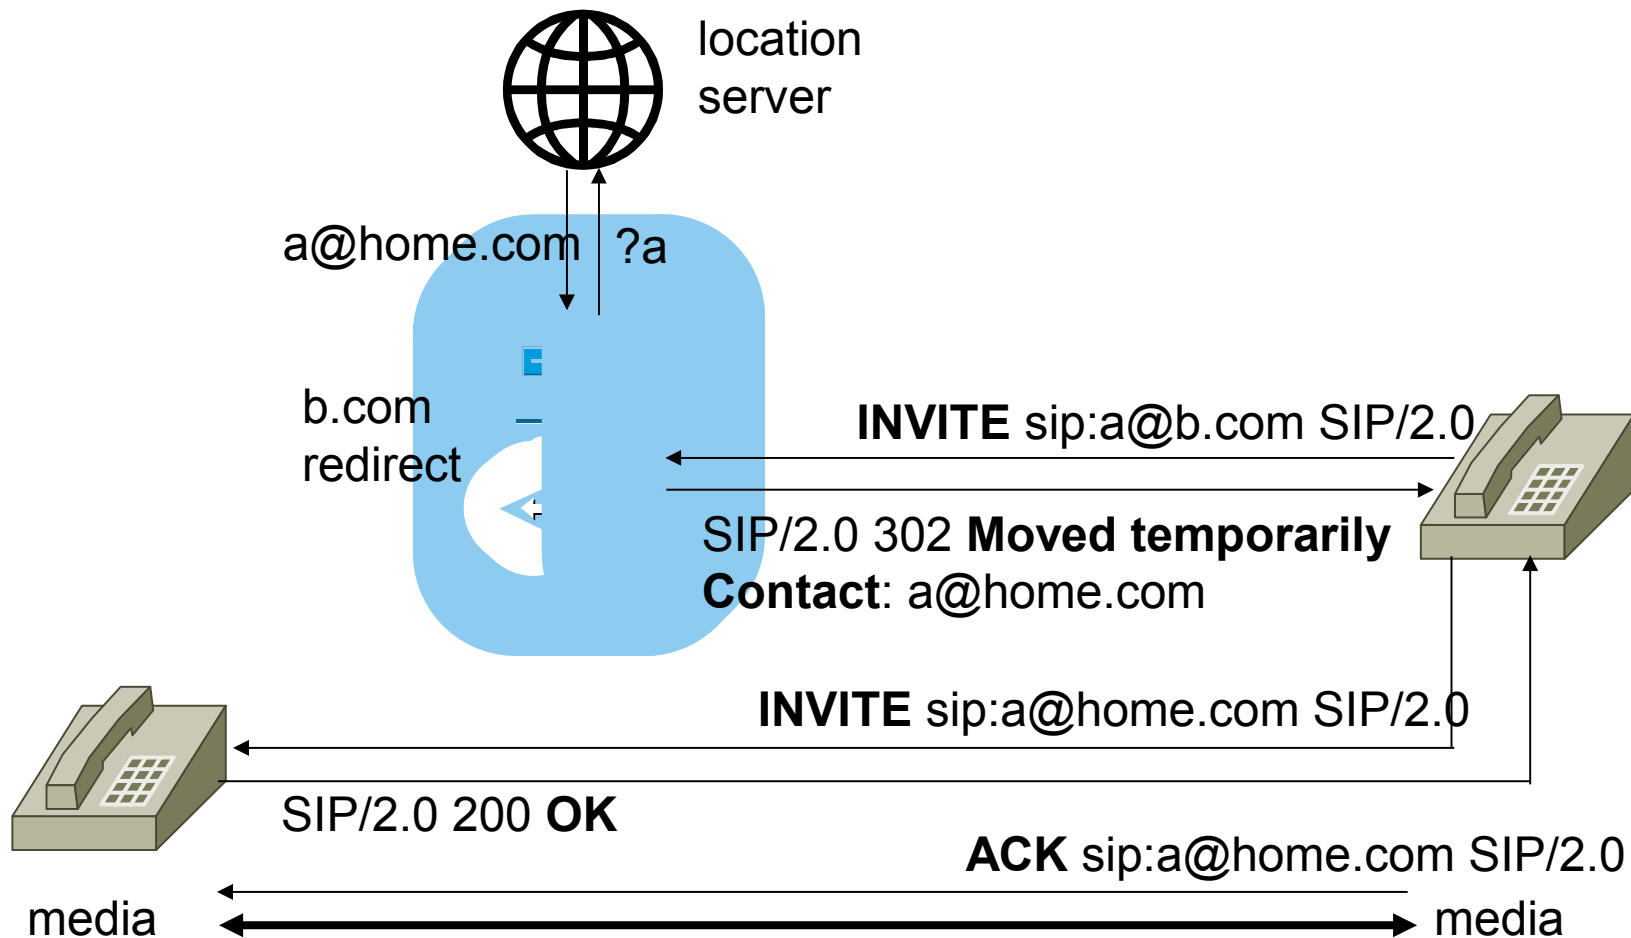 location
server
a@home.com
?a
b.com
redirect
INVITE sip:a@b.com SIP/2.0
SIP/2.0 302 Moved temporarily
Contact: a@home.com
INVITE sip:a@home.com SIP/2.0
SIP/2.0 200 OK
ACK sip:a@home.com SIP/2.0
media
media